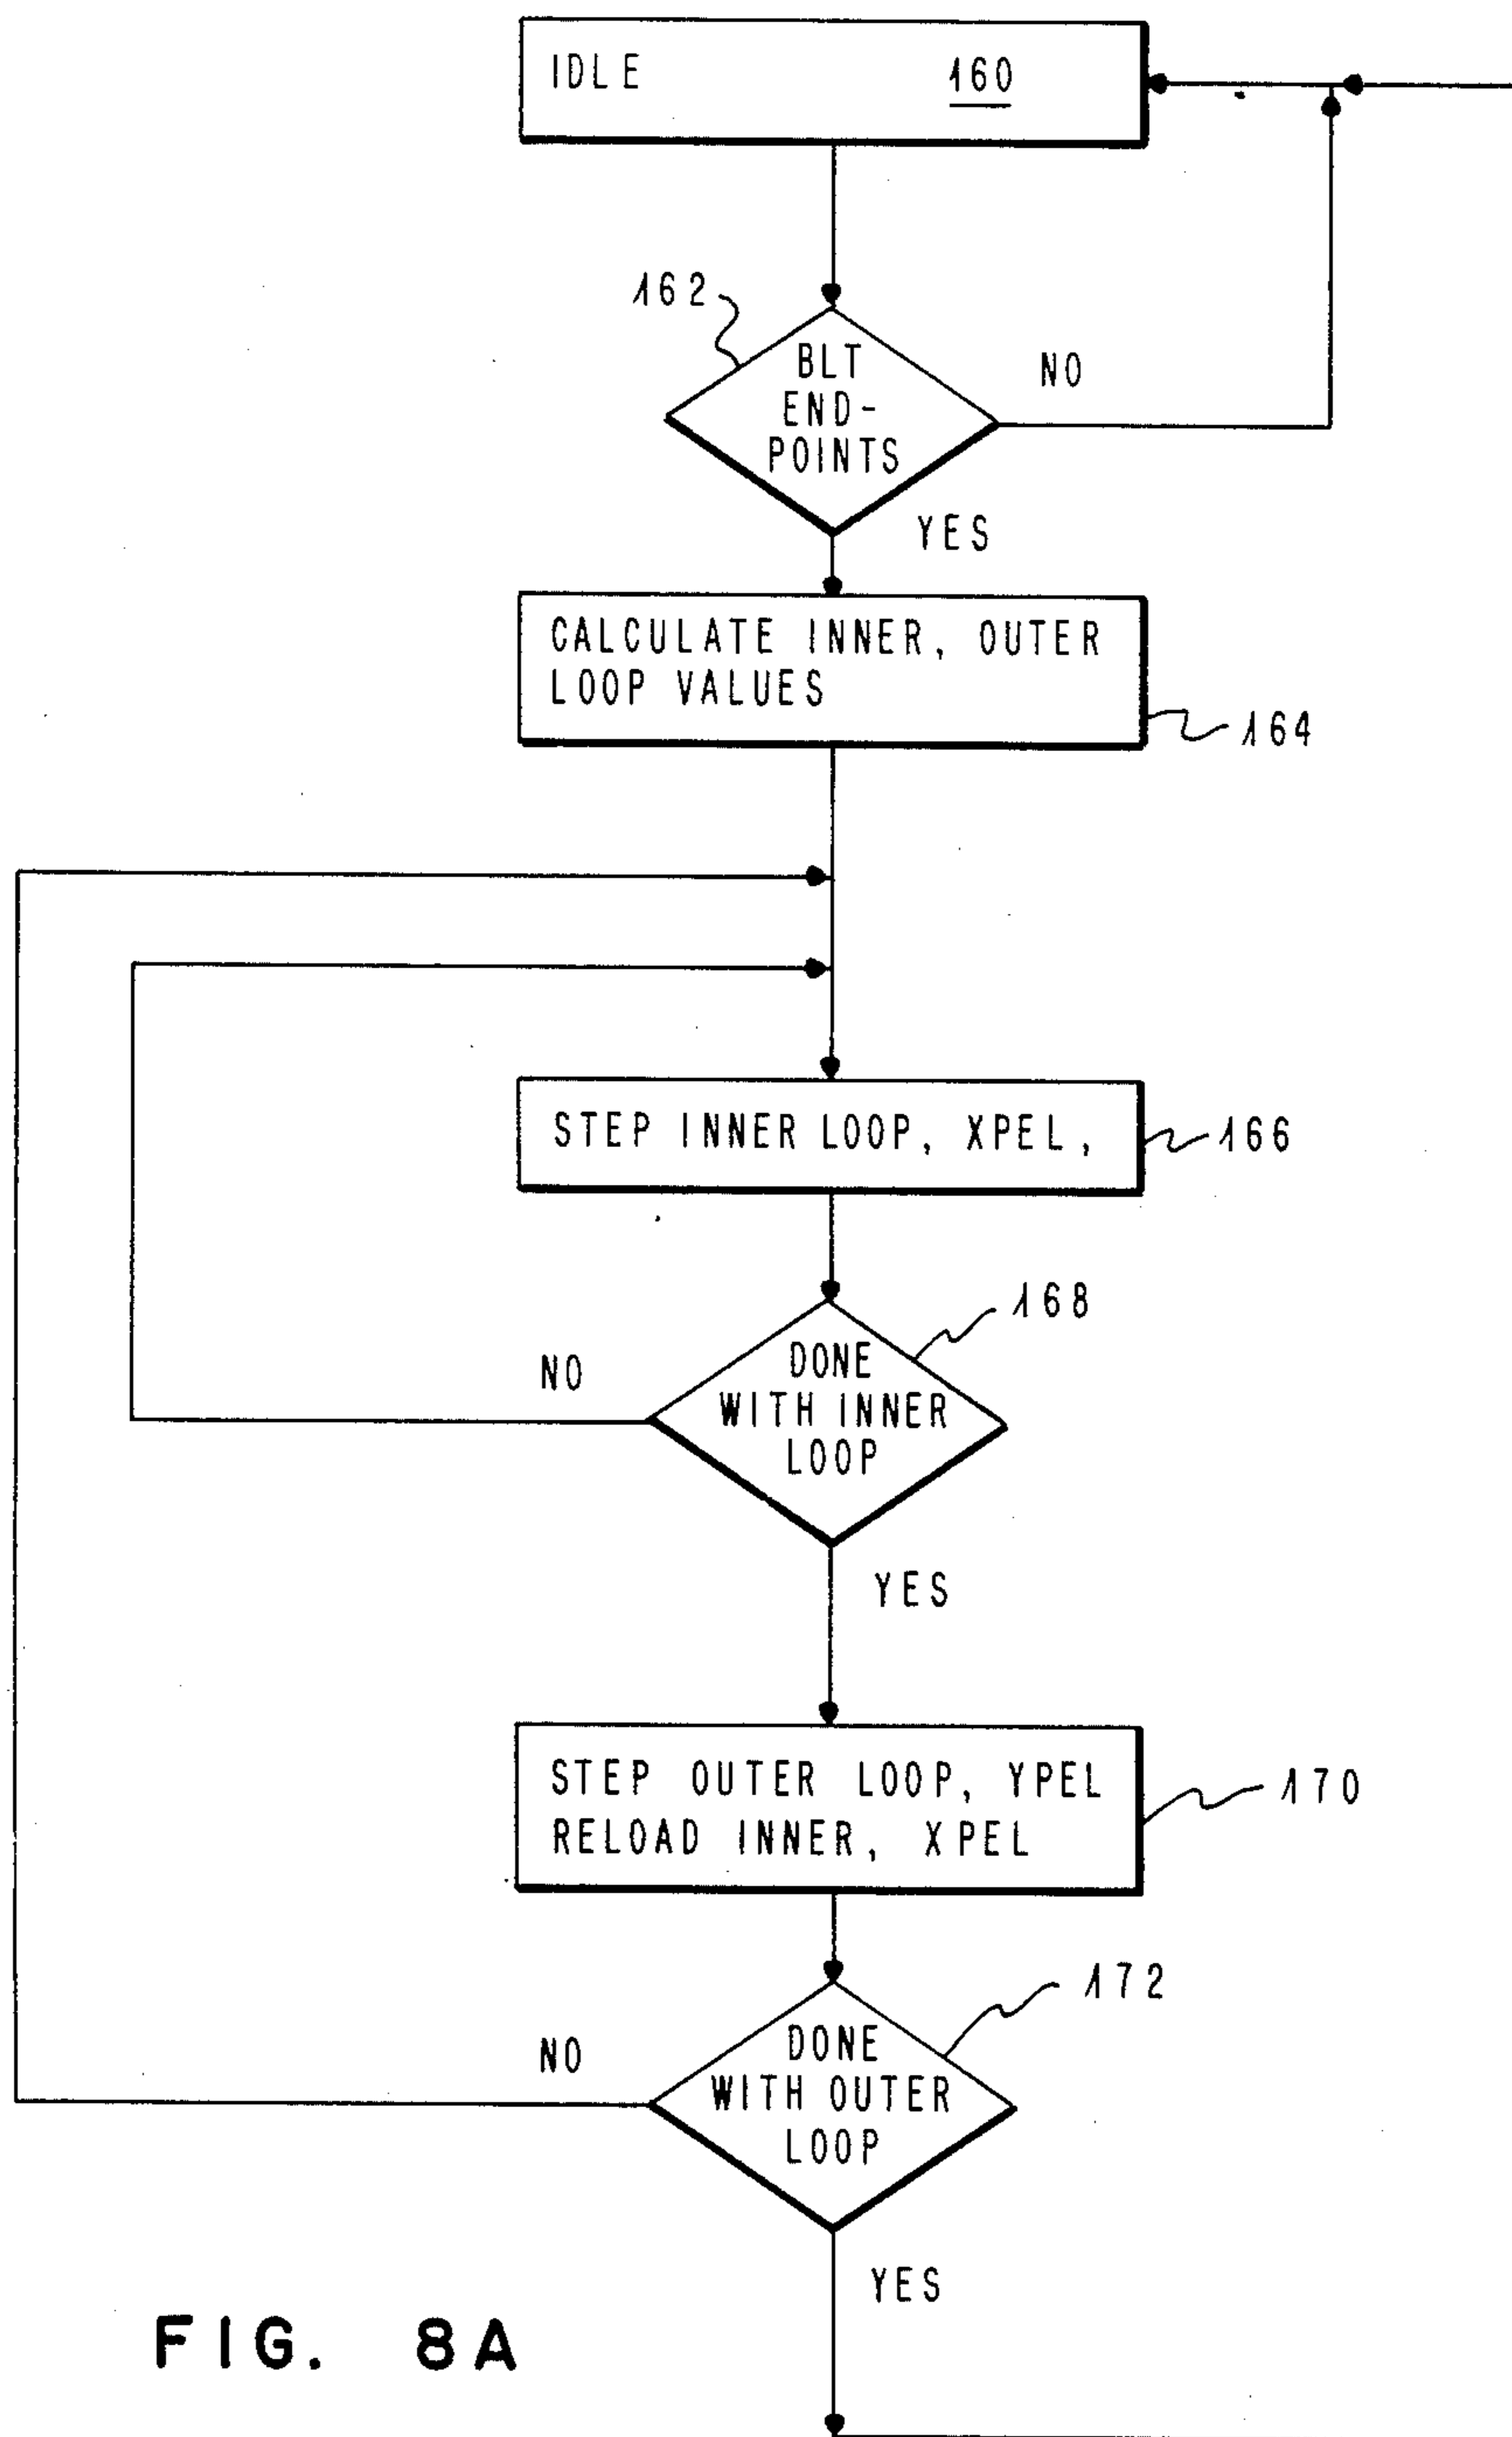 IDLE 160
162
BLT
END-
POINTS
NO
YES
CALCULATE INNER, OUTER
LOOP VALUES
164
STEP INNER LOOP, XPEL,
166
168
DONE
WITH INNER
LOOP
NO
YES
STEP OUTER LOOP, YPEL
RELOAD INNER, XPEL
170
172
DONE
WITH OUTER
LOOP
NO
YES
FIG. 8A